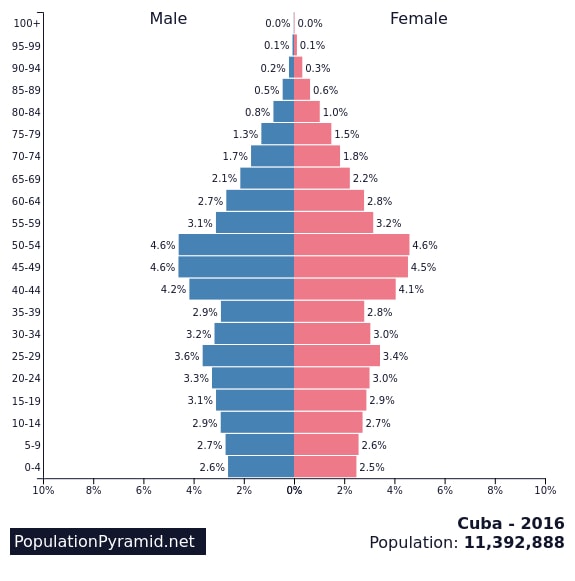 Male Female
100+ 0.0% 0.0%
95-99 0.1% 0.1%
90-94 0.2% 0.3%
85-89 0.5% 0.6%
80-84 0.8% 1.0%
75-79 1.3% 1.5%
70-74 1.7% 1.8%
65-69 2.1% 2.2%
60-64 2.7% 2.8%
55-59 3.1% 3.2%
50-54 4.6% 4.6%
45-49 4.6% 4.5%
40-44 4.2% 4.1%
35-39 2.9% 2.8%
30-34 3.2% 3.0%
25-29 3.6% 3.4%
20-24 3.3% 3.0%
15-19 3.1% 2.9%
10-14 2.9% 2.7%
5-9 2.7% 2.6%
0-4 2.6% 2.5%
10% 8% 6% 4% 2% 0% 2% 4% 6% 8% 10%
Cuba - 2016
PopulationPyramid.net Population: 11,392,888